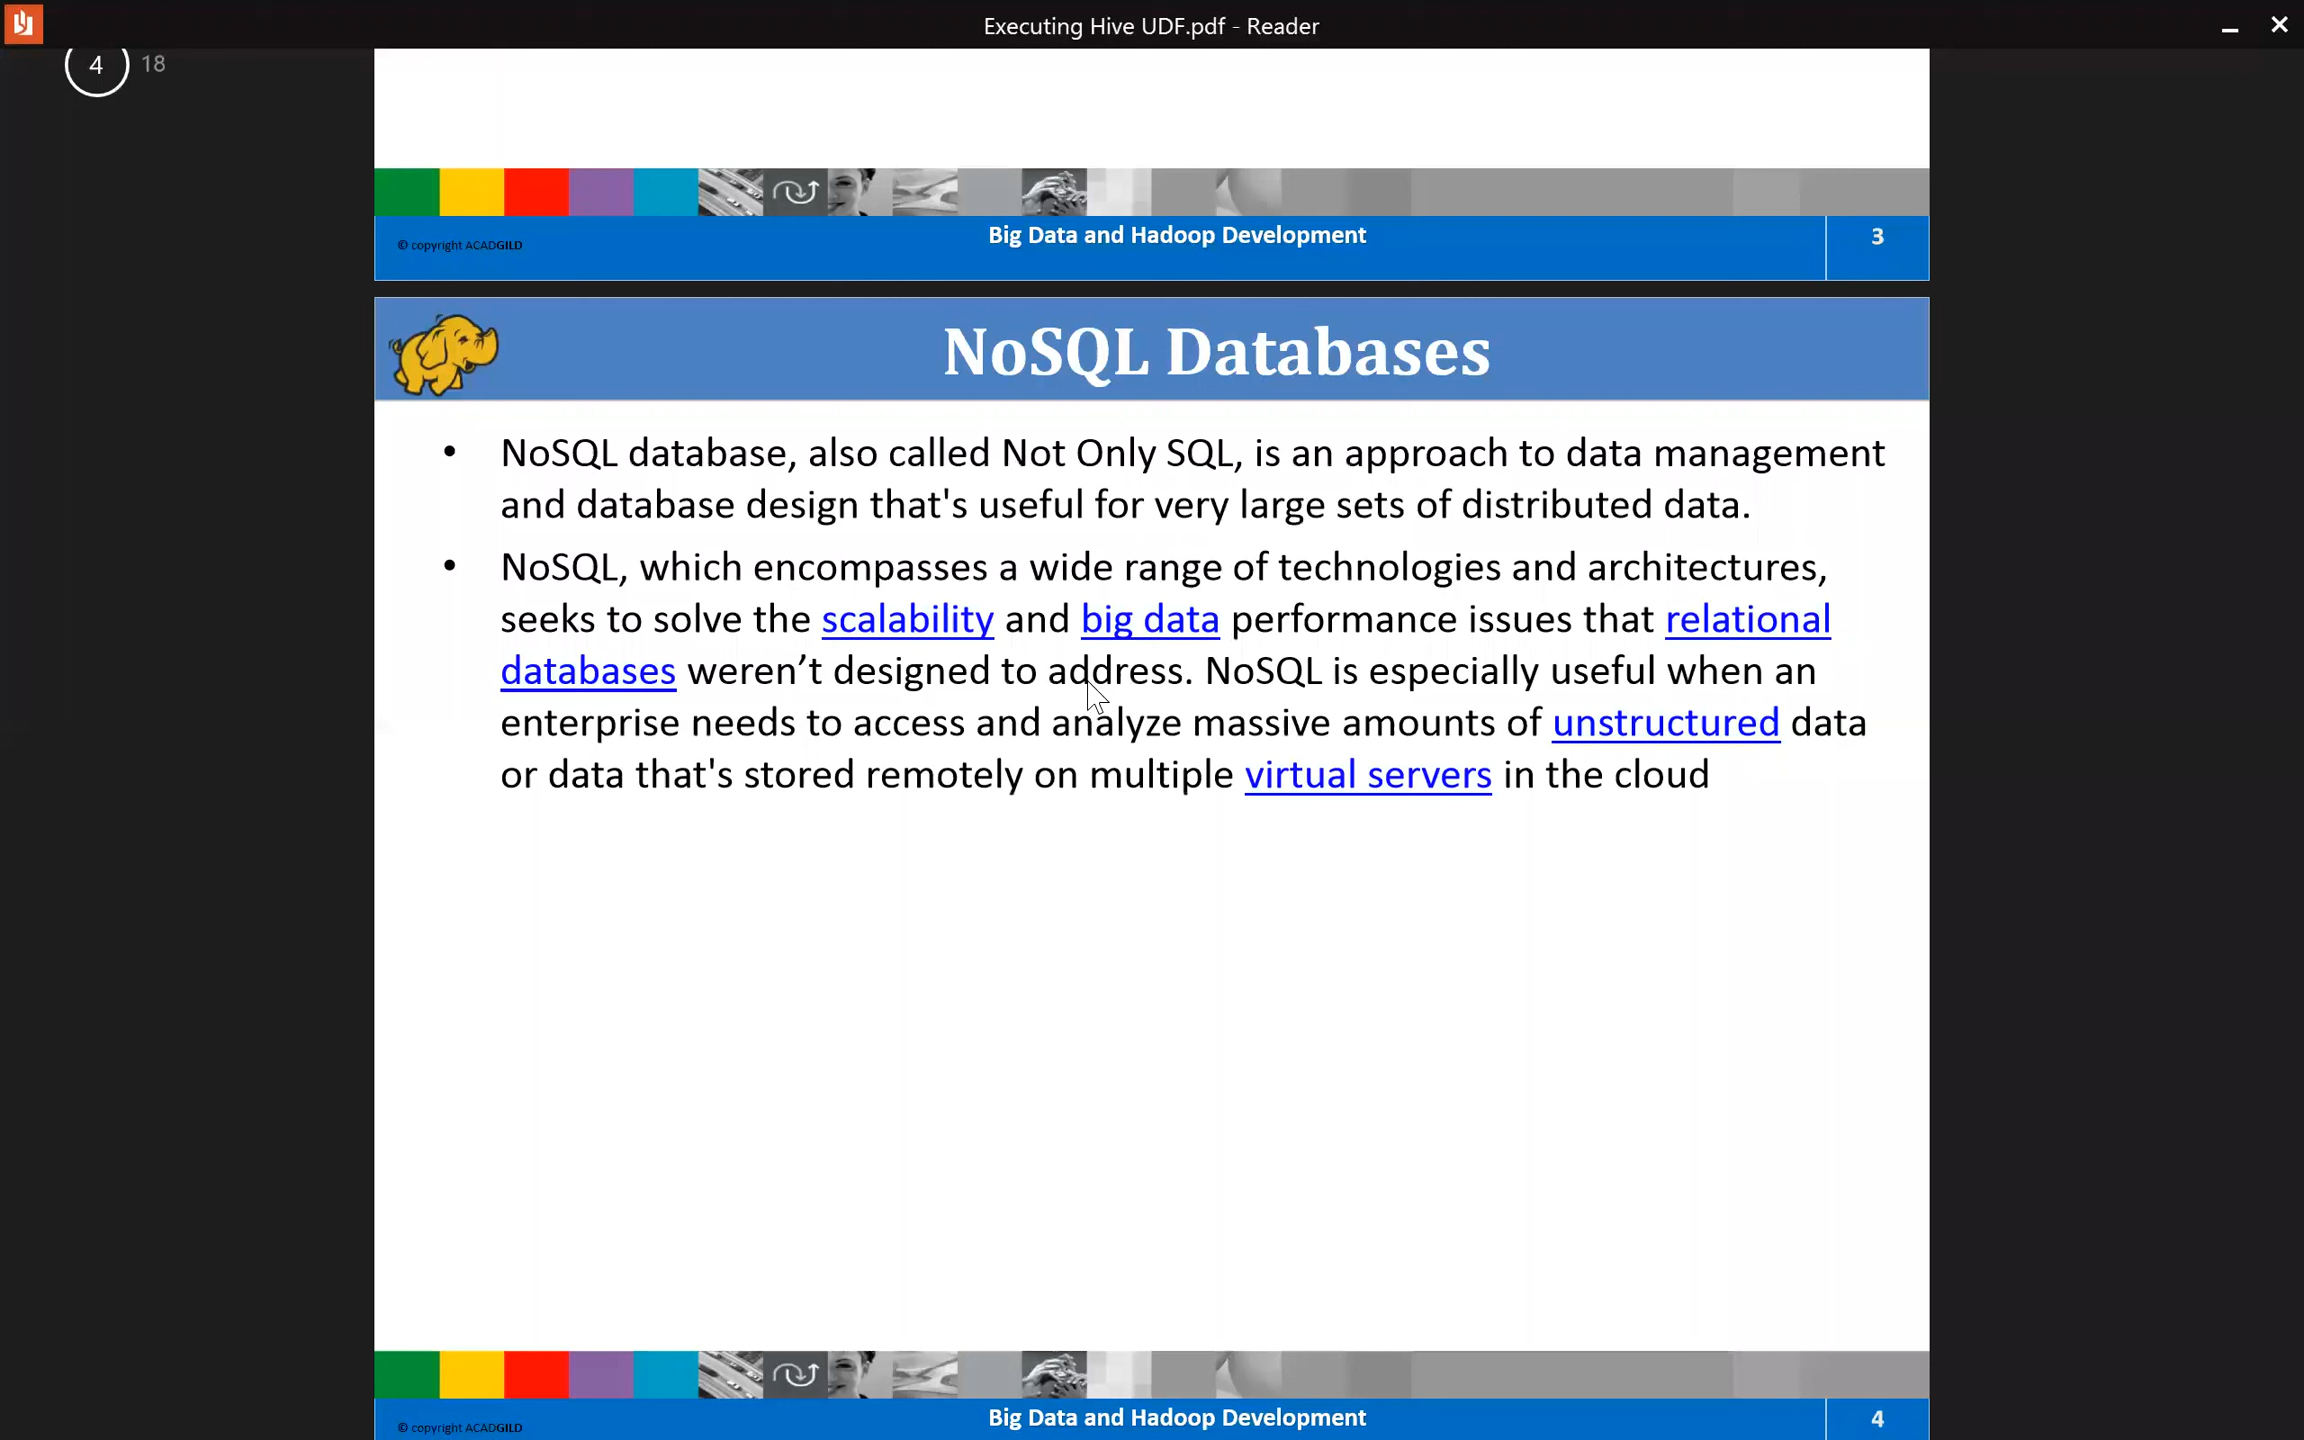 Executing Hive UDF.pdf - Reader
4 18
© copyright ACADGILD
Big Data and Hadoop Development
3
NoSQL Databases
• NoSQL database, also called Not Only SQL, is an approach to data management
and database design that's useful for very large sets of distributed data.
• NoSQL, which encompasses a wide range of technologies and architectures,
seeks to solve the scalability and big data performance issues that relational
databases weren’t designed to address. NoSQL is especially useful when an
enterprise needs to access and analyze massive amounts of unstructured data
or data that's stored remotely on multiple virtual servers in the cloud
© copyright ACADGILD
Big Data and Hadoop Development
4